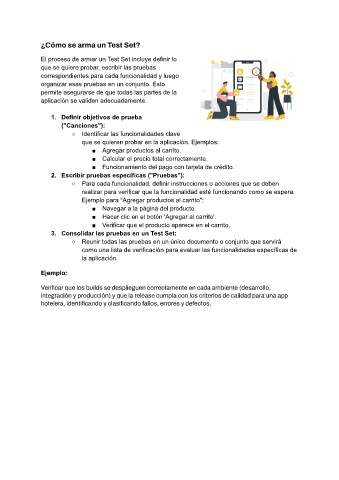 ¿Cómo se arma un Test Set?
El proceso de armar un Test Set incluye definir lo
que se quiere probar, escribir las pruebas
correspondientes para cada funcionalidad y luego
organizar esas pruebas en un conjunto. Esto
permite asegurarse de que todas las partes de la
aplicación se validen adecuadamente.
1. Definir objetivos de prueba
("Canciones"):
○ Identificar las funcionalidades clave
que se quieren probar en la aplicación. Ejemplos:
■ Agregar productos al carrito.
■ Calcular el precio total correctamente.
■ Funcionamiento del pago con tarjeta de crédito.
2. Escribir pruebas específicas ("Pruebas"):
○ Para cada funcionalidad, definir instrucciones o acciones que se deben
realizar para verificar que la funcionalidad esté funcionando como se espera.
Ejemplo para "Agregar productos al carrito":
■ Navegar a la página del producto.
■ Hacer clic en el botón 'Agregar al carrito'.
■ Verificar que el producto aparece en el carrito.
3. Consolidar las pruebas en un Test Set:
○ Reunir todas las pruebas en un único documento o conjunto que servirá
como una lista de verificación para evaluar las funcionalidades específicas de
la aplicación.
Ejemplo:
Verificar que los builds se desplieguen correctamente en cada ambiente (desarrollo,
integración y producción) y que la release cumpla con los criterios de calidad para una app
hotelera, identificando y clasificando fallos, errores y defectos.